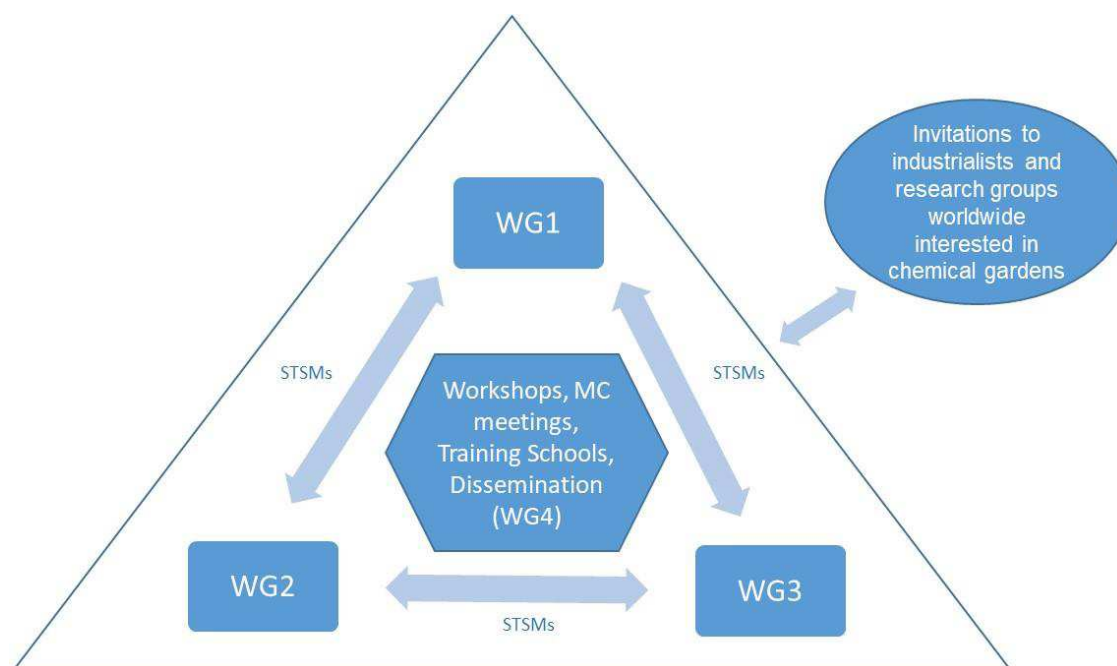 WG1
Invitations to
industrialists and
research groups
worldwide
interested in
chemical gardens
STSMs
STSMs
Workshops, MC
meetings,
Training Schools,
Dissemination
(WG4)
WG2
WG3
STSMs